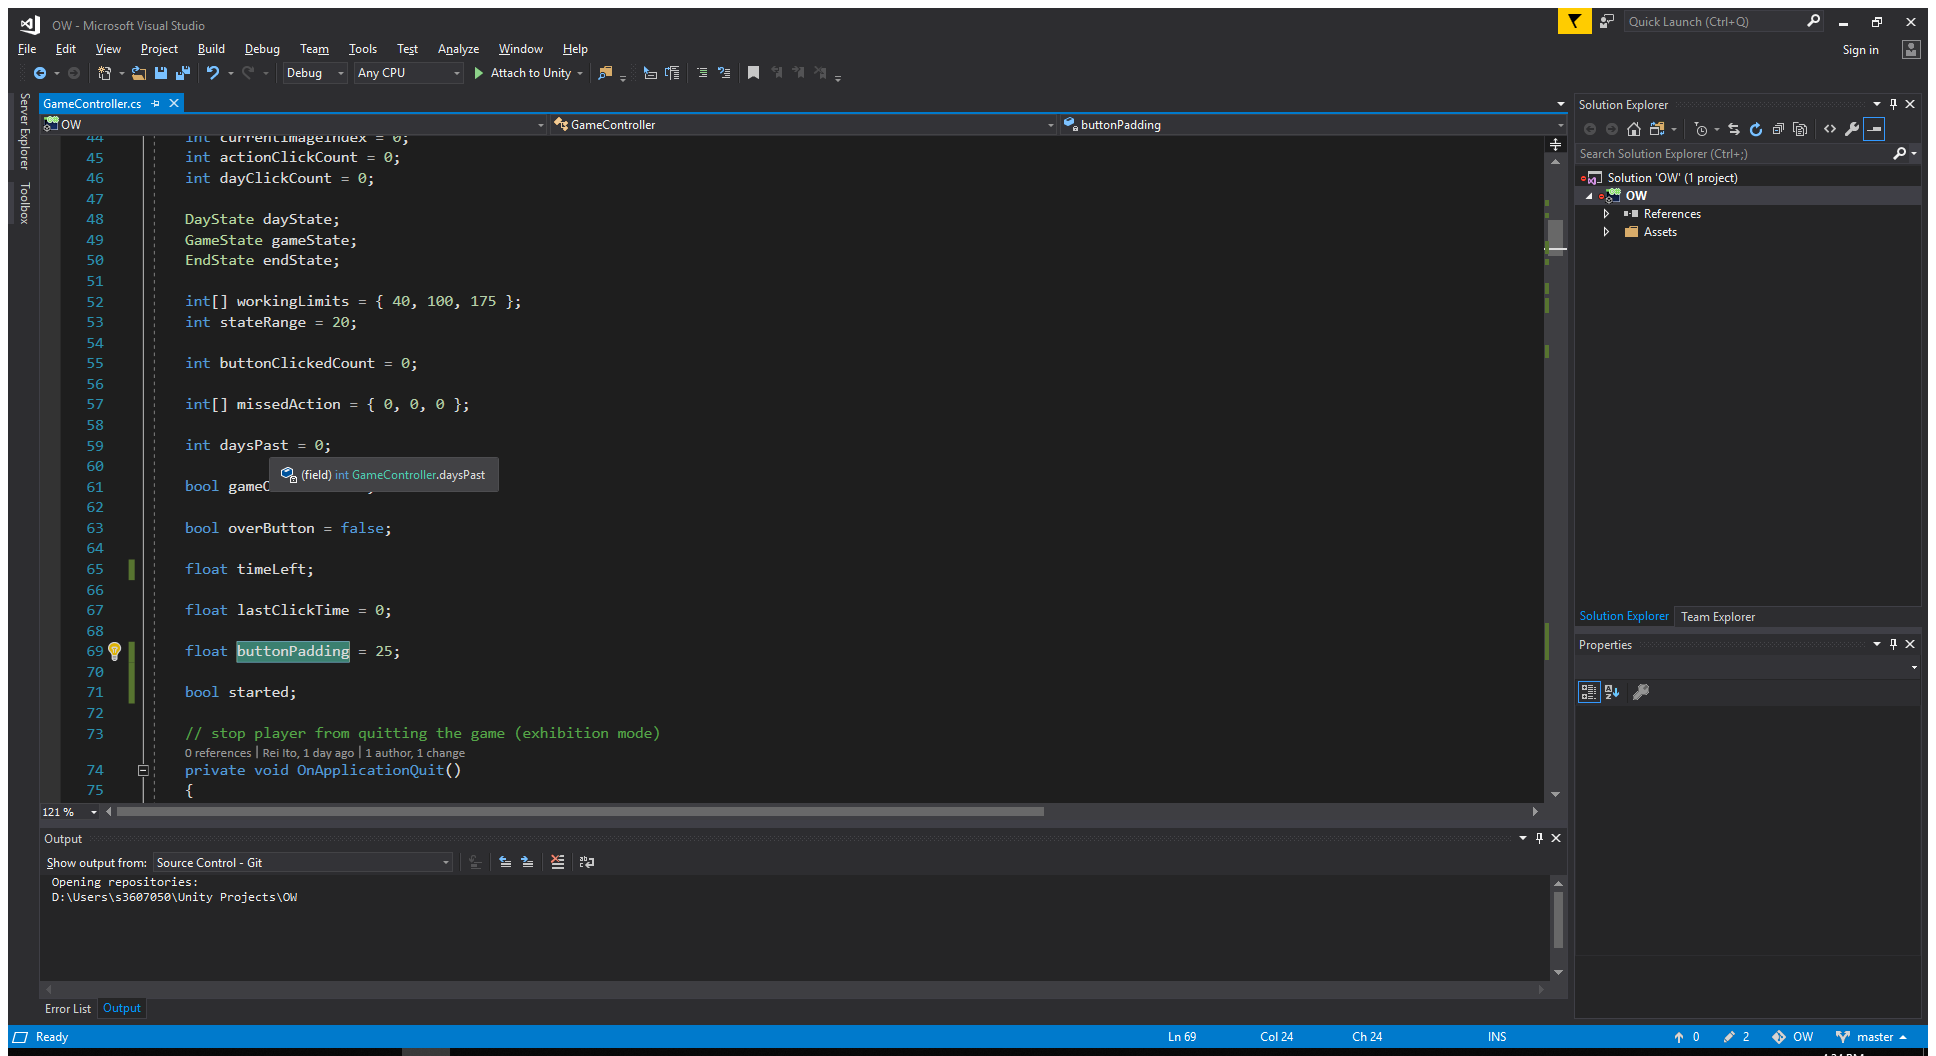 OW - Microsoft Visual Studio
Quick Launch (Ctrl+Q)
File Edit View Project Build Debug Team Tools Test Analyze Window Help
Sign in
Debug Any CPU Attach to Unity
Server Explorer
Toolbox
GameController.cs
OW GameController buttonPadding
44 int currentImageIndex = 0;
45 int actionClickCount = 0;
46 int dayClickCount = 0;
47
48 DayState dayState;
49 GameState gameState;
50 EndState endState;
51
52 int[] workingLimits = { 40, 100, 175 };
53 int stateRange = 20;
54
55 int buttonClickedCount = 0;
56
57 int[] missedAction = { 0, 0, 0 };
58
59 int daysPast = 0;
60
(field) int GameController.daysPast
61 bool game
62
63 bool overButton = false;
64
65 float timeLeft;
66
67 float lastClickTime = 0;
68
69 float buttonPadding = 25;
70
71 bool started;
72
73 // stop player from quitting the game (exhibition mode)
0 references | Rei Ito, 1 day ago | 1 author, 1 change
74 private void OnApplicationQuit()
75 {
121 %
Output
Show output from: Source Control - Git
Opening repositories:
D:\Users\s3607050\Unity Projects\OW
Error List Output
Solution Explorer
Search Solution Explorer (Ctrl+;)
Solution 'OW' (1 project)
OW
References
Assets
Solution Explorer Team Explorer
Properties
Ready Ln 69 Col 24 Ch 24 INS 0 2 OW master